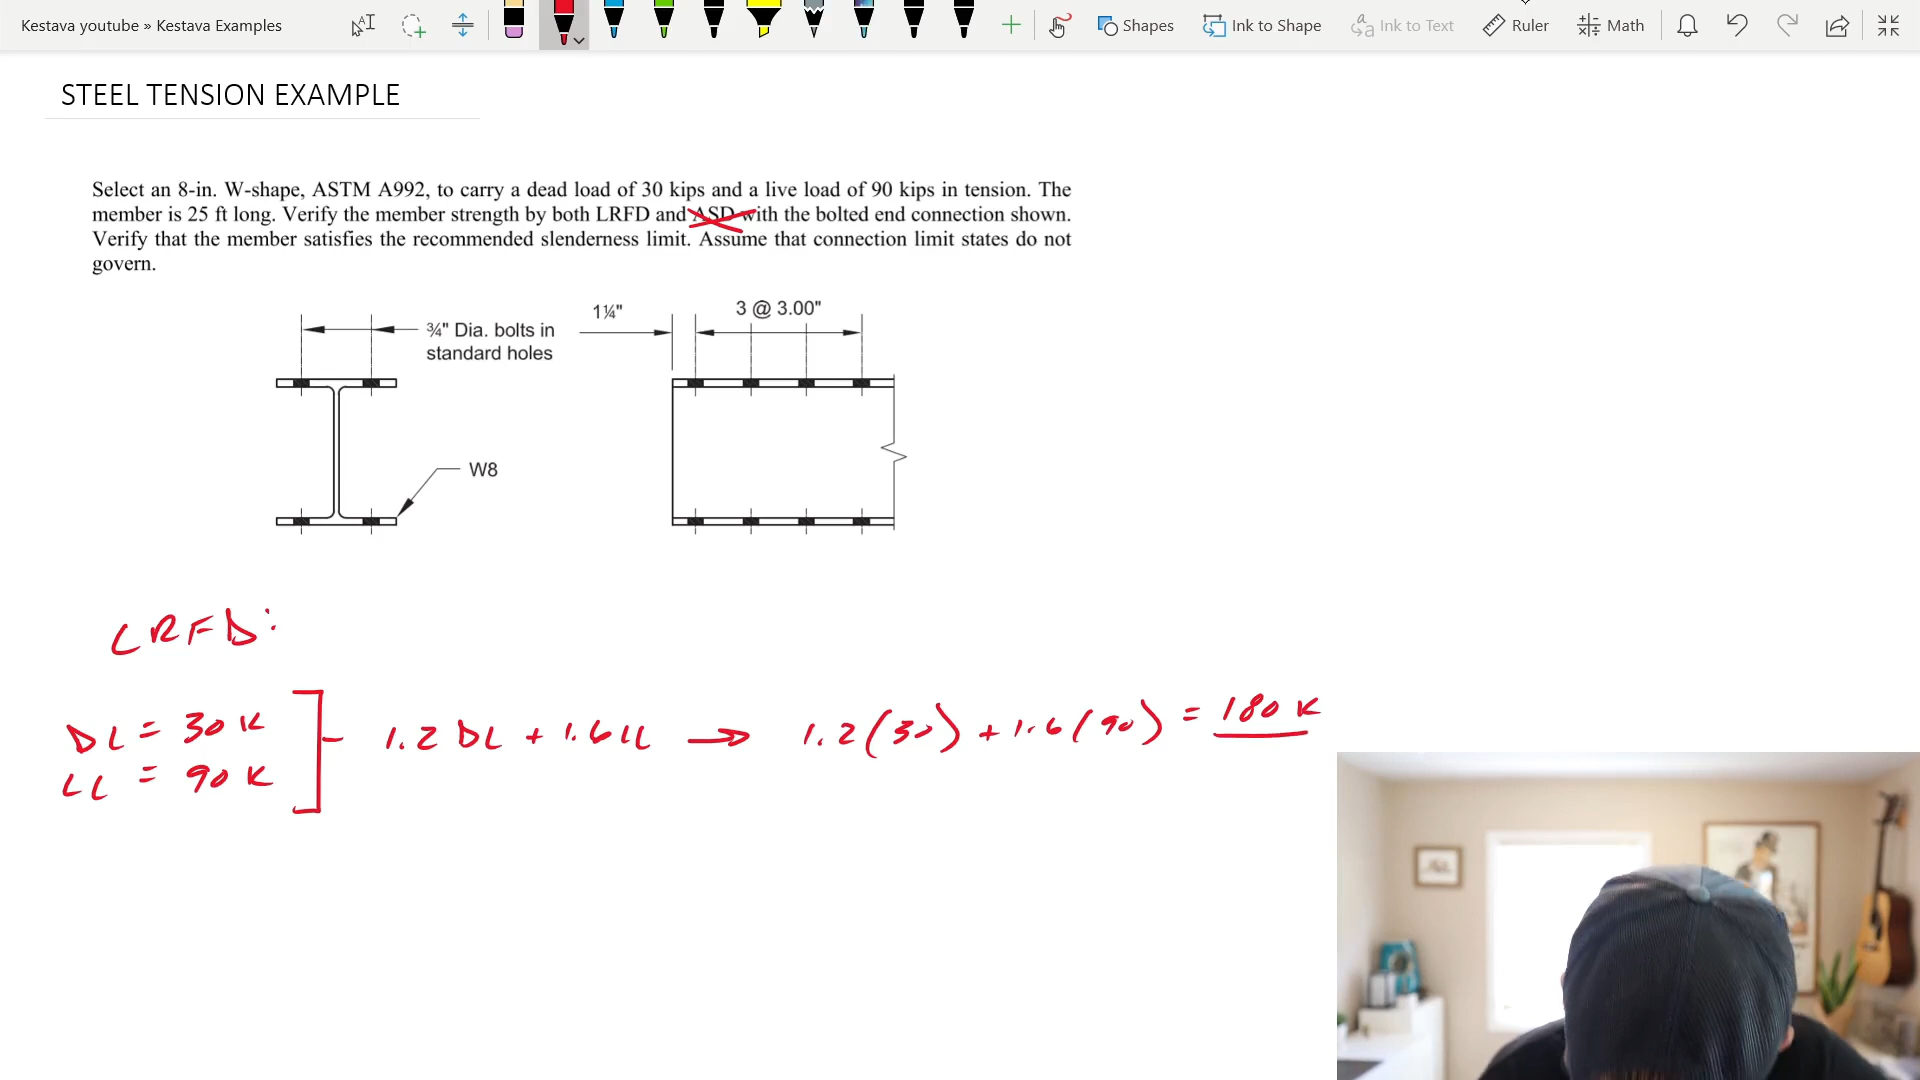 Kestava youtube » Kestava Examples
Shapes
Ink to Shape
Ink to Text
Ruler
Math
STEEL TENSION EXAMPLE
Select an 8-in. W-shape, ASTM A992, to carry a dead load of 30 kips and a live load of 90 kips in tension. The
member is 25 ft long. Verify the member strength by both LRFD and ASD with the bolted end connection shown.
Verify that the member satisfies the recommended slenderness limit. Assume that connection limit states do not
govern.
¾" Dia. bolts in
standard holes
1¼"
3 @ 3.00"
W8
LRFD:
DL = 30 K
LL = 90 K
1.2 DL + 1.6 LL → 1.2(30) + 1.6(90) = 180 K